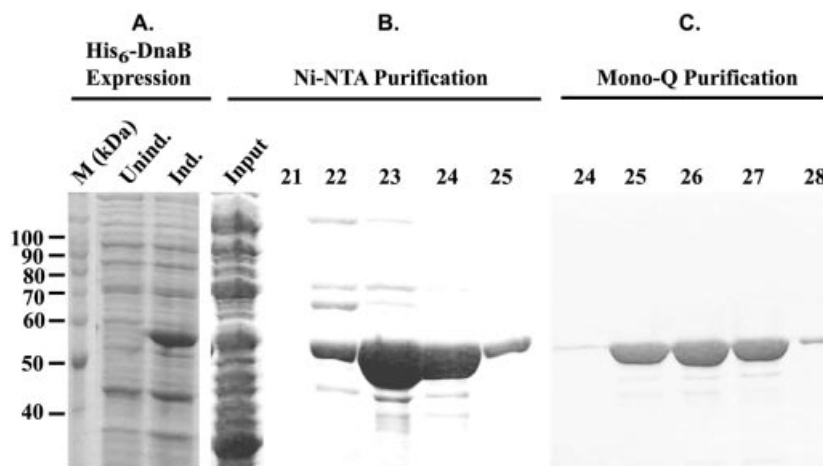 A.
His6-DnaB
Expression
B.
Ni-NTA Purification
C.
Mono-Q Purification
M (kDa)
Unind.
Ind.
Input
21
22
23
24
25
24
25
26
27
28
100
90
80
70
60
50
40